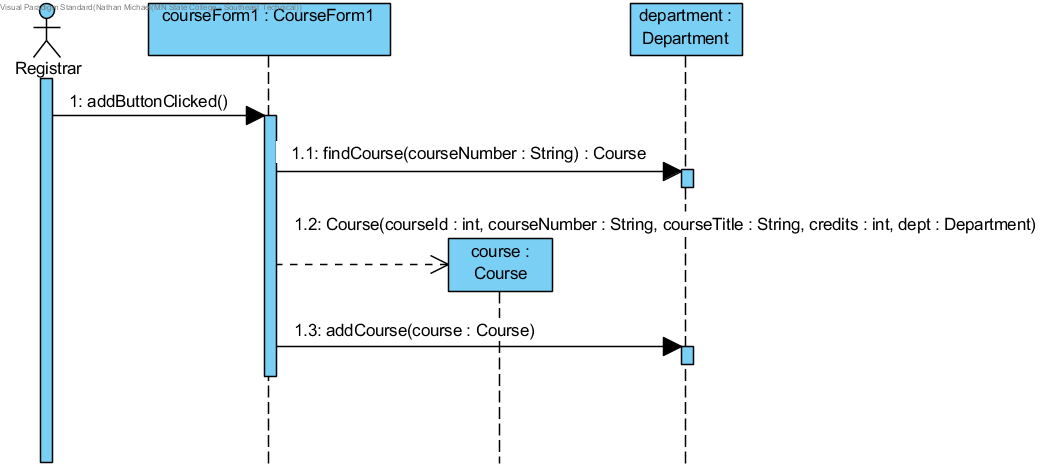 Visual Paradigm Standard(Nathan Michael(MN State College - Southeast Technical))
courseForm1 : CourseForm1
department :
Department
Registrar
1: addButtonClicked()
1.1: findCourse(courseNumber : String) : Course
1.2: Course(courseId : int, courseNumber : String, courseTitle : String, credits : int, dept : Department)
course :
Course
1.3: addCourse(course : Course)